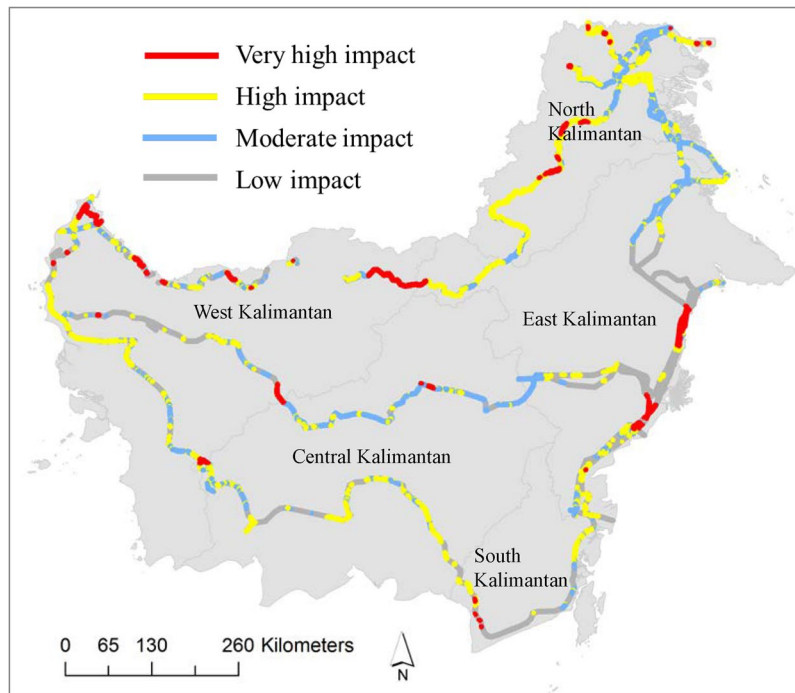 Very high impact
High impact
Moderate impact
Low impact
North
Kalimantan
West Kalimantan
East Kalimantan
Central Kalimantan
South
Kalimantan
0 65 130 260 Kilometers
N